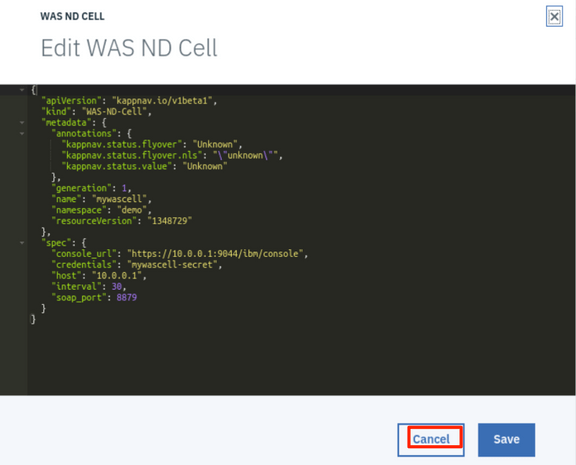 WAS ND CELL
Edit WAS ND Cell
{
"apiVersion": "kappnav.io/v1beta1",
"kind": "WAS-ND-Cell",
"metadata": {
"annotations": {
"kappnav.status.flyover": "Unknown",
"kappnav.status.flyover.nls": "\"unknown\"",
"kappnav.status.value": "Unknown"
},
"generation": 1,
"name": "mywascell",
"namespace": "demo",
"resourceVersion": "1348729"
},
"spec": {
"console_url": "https://10.0.0.1:9044/ibm/console",
"credentials": "mywascell-secret",
"host": "10.0.0.1",
"interval": 30,
"soap_port": 8879
}
}
Cancel Save